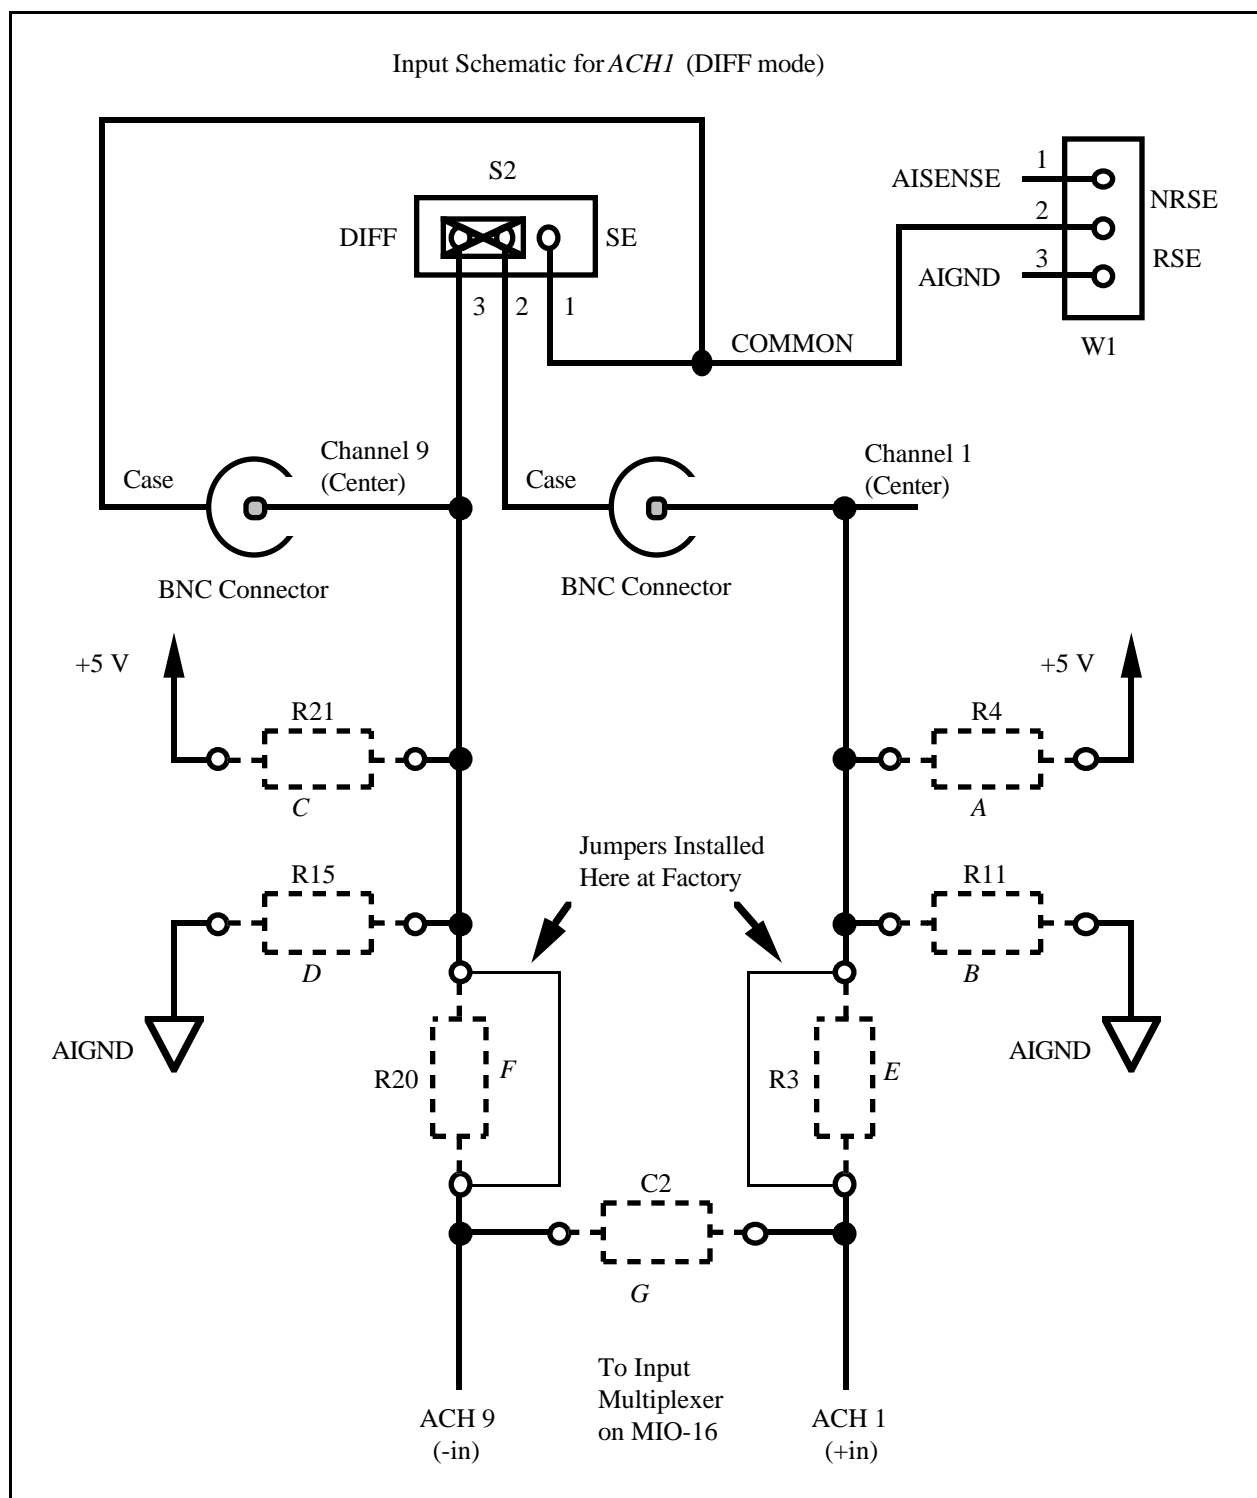 Input Schematic for ACH1 (DIFF mode)
S2
DIFF
SE
3
2
1
AISENSE
1
2
AIGND
3
NRSE
RSE
W1
COMMON
Case
Channel 9
(Center)
BNC Connector
Case
Channel 1
(Center)
BNC Connector
+5 V
R21
C
R4
A
+5 V
Jumpers Installed
Here at Factory
R15
D
R11
B
AIGND
R20
F
R3
E
AIGND
C2
G
To Input
Multiplexer
on MIO-16
ACH 9
(-in)
ACH 1
(+in)